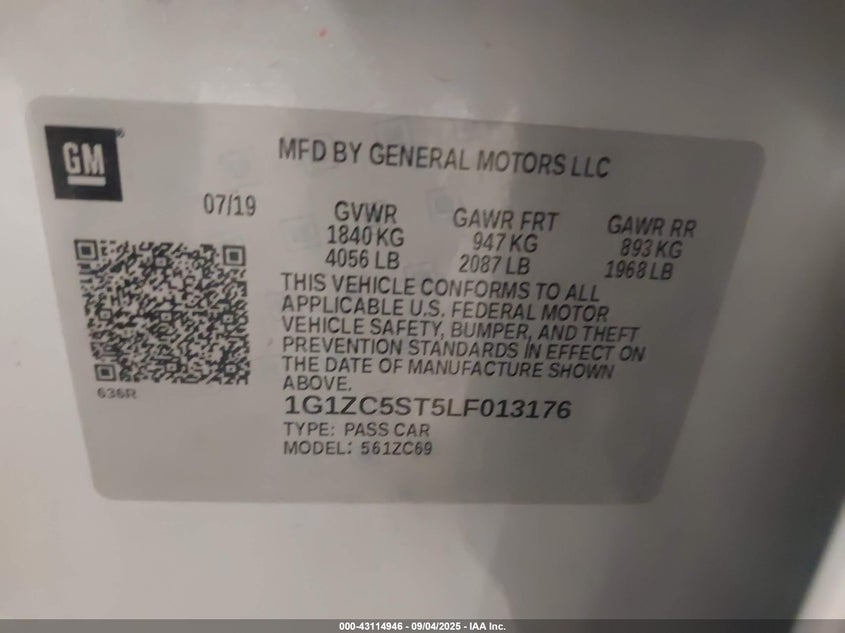 GM
MFD BY GENERAL MOTORS LLC
07/19
GVWR
1840 KG
4056 LB
GAWR FRT
947 KG
2087 LB
GAWR RR
893 KG
1968 LB
THIS VEHICLE CONFORMS TO ALL
APPLICABLE U.S. FEDERAL MOTOR
VEHICLE SAFETY, BUMPER, AND THEFT
PREVENTION STANDARDS IN EFFECT ON
THE DATE OF MANUFACTURE SHOWN
ABOVE.
636R
1G1ZC5ST5LF013176
TYPE: PASS CAR
MODEL: 561ZC69
000-43114946 - 09/04/2025 - IAA Inc.